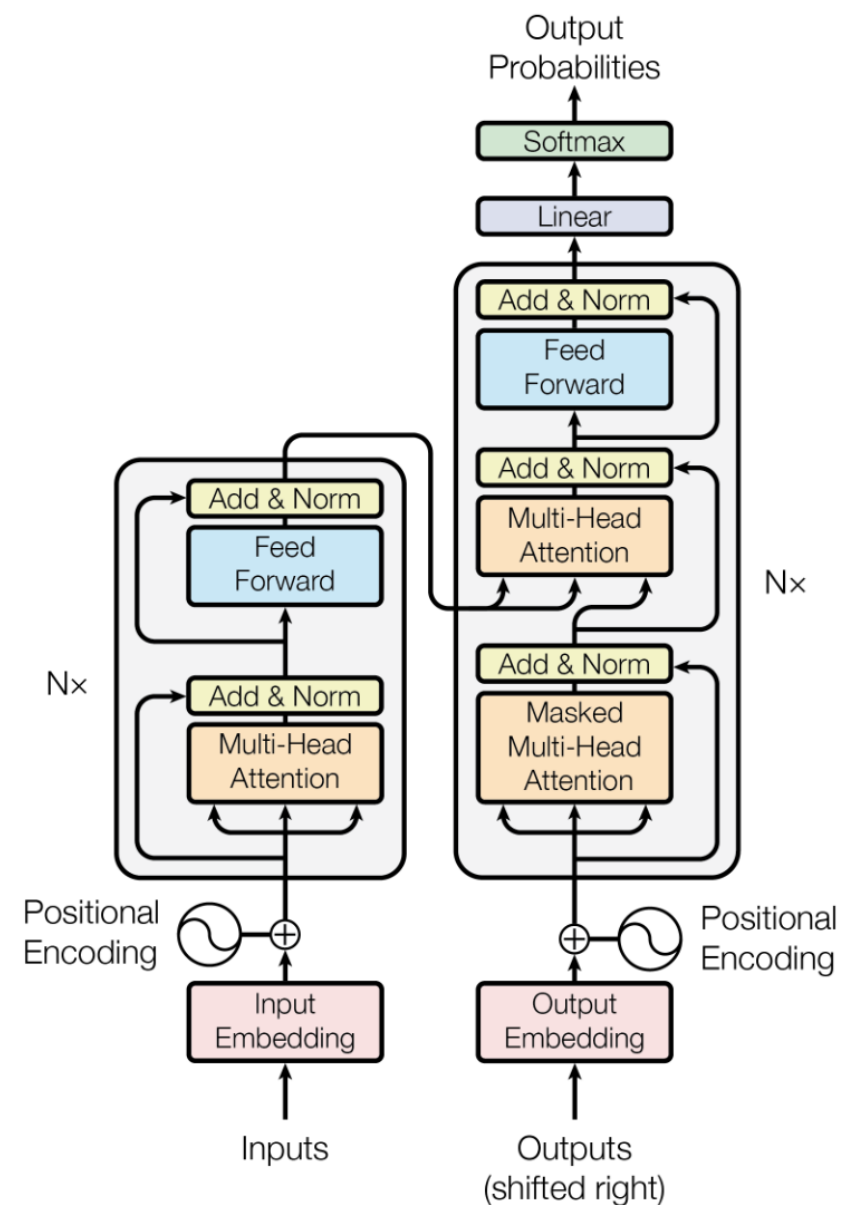 Output
Probabilities
Softmax
Linear
Add & Norm
Feed
Forward
Add & Norm
Multi-Head
Attention
Add & Norm
Masked
Multi-Head
Attention
N×
Add & Norm
Feed
Forward
Add & Norm
Multi-Head
Attention
N×
Positional
Encoding
Positional
Encoding
Input
Embedding
Output
Embedding
Inputs
Outputs
(shifted right)